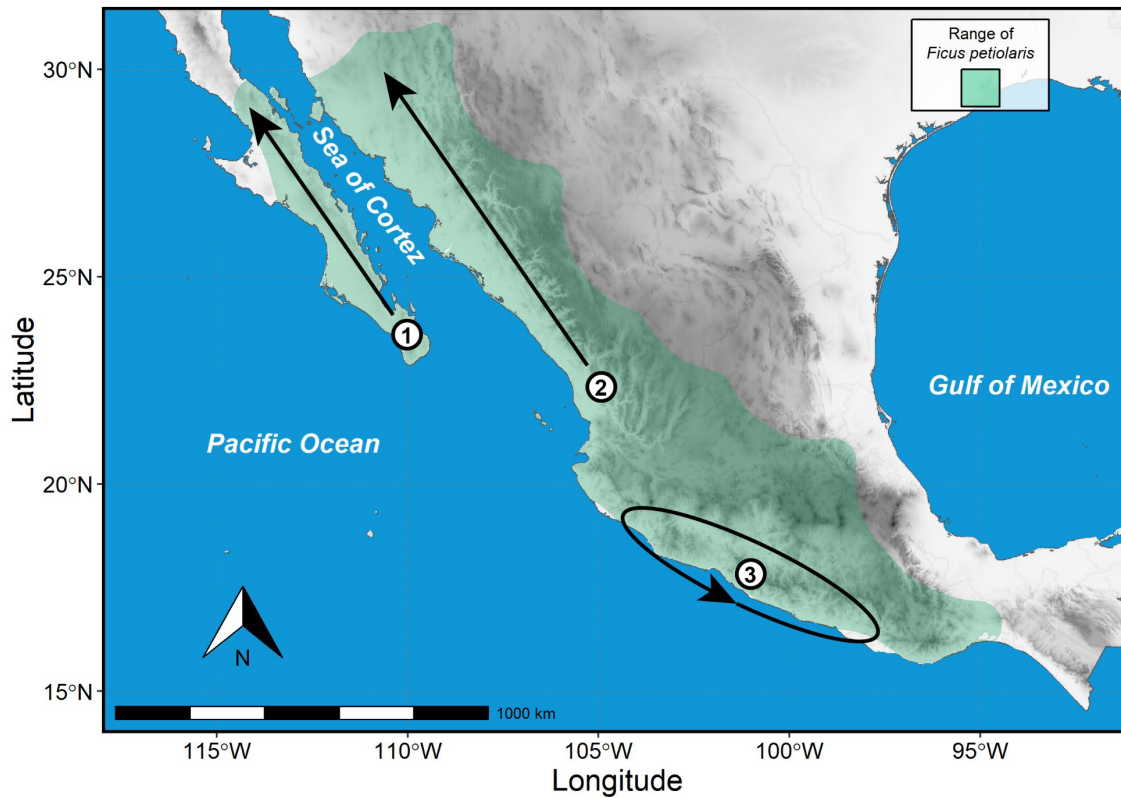 Range of
Ficus petiolaris
30°N
25°N
20°N
15°N
Latitude
Sea of Cortez
1
2
3
Pacific Ocean
Gulf of Mexico
N
1000 km
115°W
110°W
105°W
100°W
95°W
Longitude